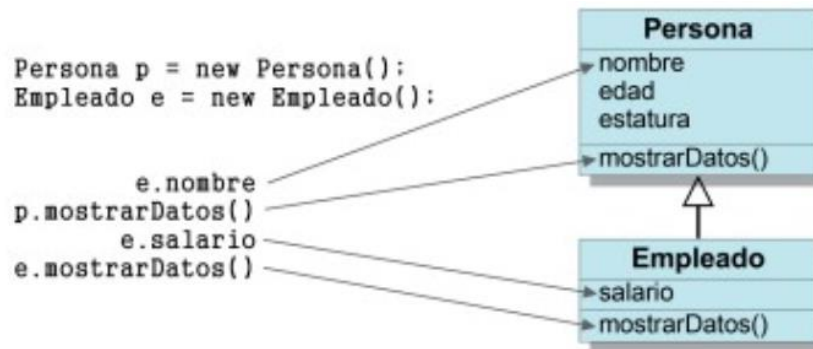 Persona p = new Persona():
Empleado e = new Empleado():
e.nombre
p.mostrarDatos()
e.salario
e.mostrarDatos()
Persona
nombre
edad
estatura
mostrarDatos()
Empleado
salario
mostrarDatos()